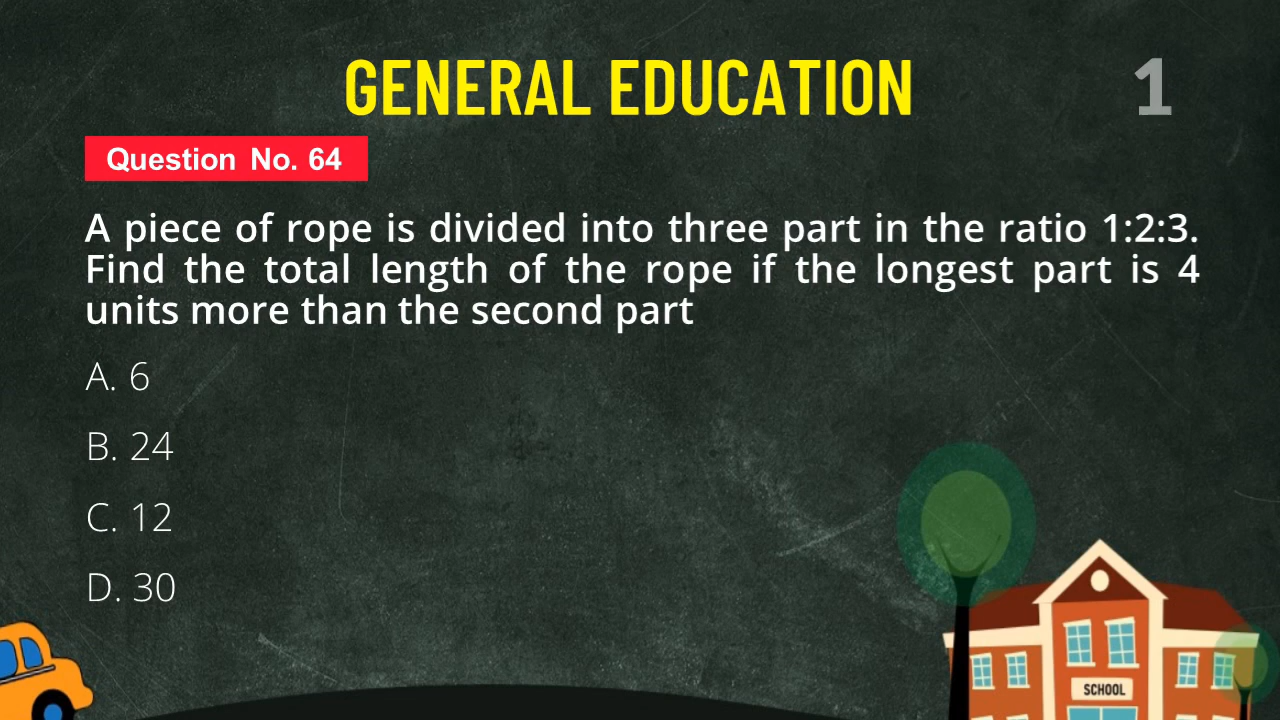 GENERAL EDUCATION
1
Question No. 64
A piece of rope is divided into three part in the ratio 1:2:3.
Find the total length of the rope if the longest part is 4
units more than the second part
A. 6
B. 24
C. 12
D. 30
SCHOOL